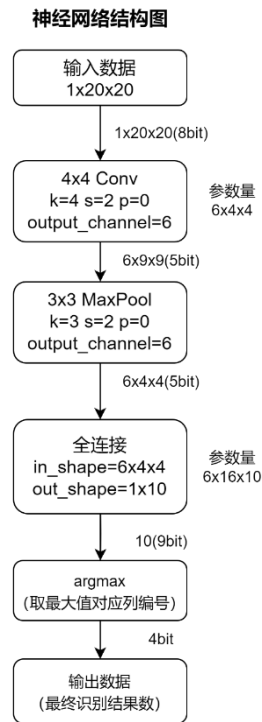 神经网络结构图
输入数据
1x20x20
1x20x20(8bit)
4x4 Conv
k=4 s=2 p=0
output_channel=6
参数量
6x4x4
6x9x9(5bit)
3x3 MaxPool
k=3 s=2 p=0
output_channel=6
6x4x4(5bit)
全连接
in_shape=6x4x4
out_shape=1x10
参数量
6x16x10
10(9bit)
argmax
(取最大值对应列编号)
4bit
输出数据
(最终识别结果数)